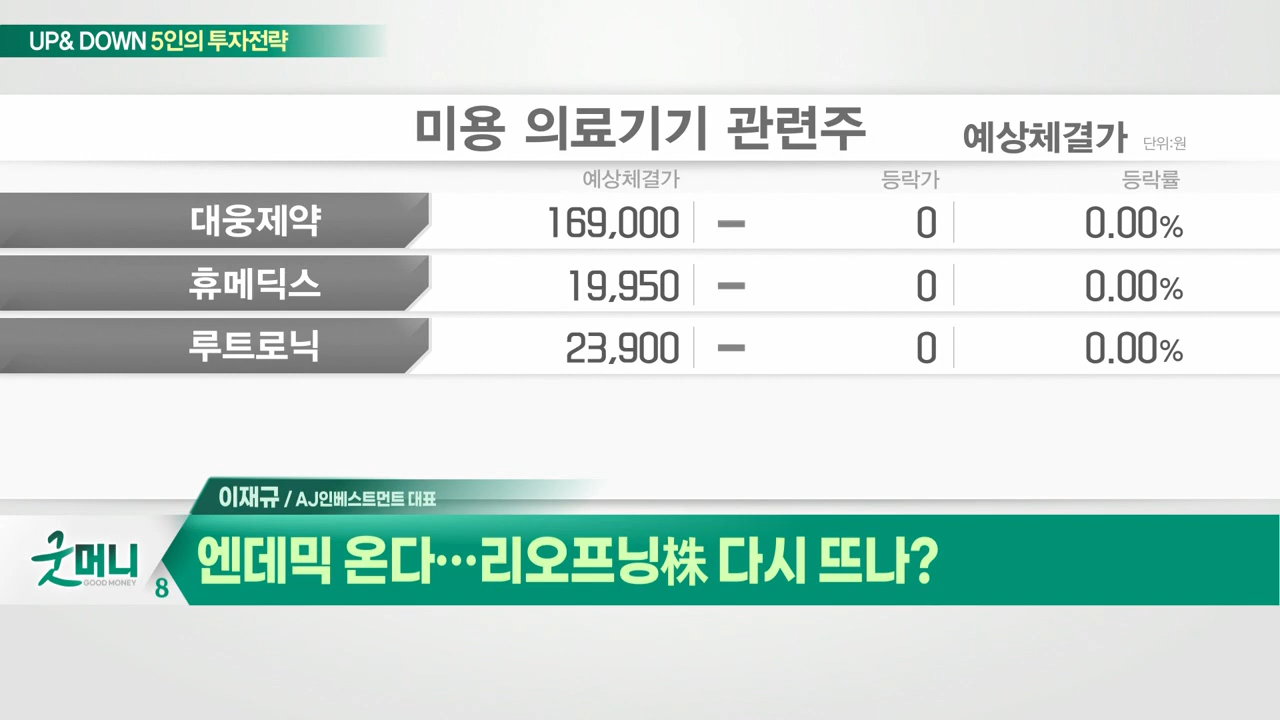 UP& DOWN 5인의 투자전략
미용 의료기기 관련주 예상체결가 단위:원
예상체결가 등락가 등락률
대웅제약 169,000 0 0.00%
휴메딕스 19,950 0 0.00%
루트로닉 23,900 0 0.00%
이재규 / AJ인베스트먼트 대표
굿머니
GOOD MONEY
8
엔데믹 온다…리오프닝株 다시 뜨나?